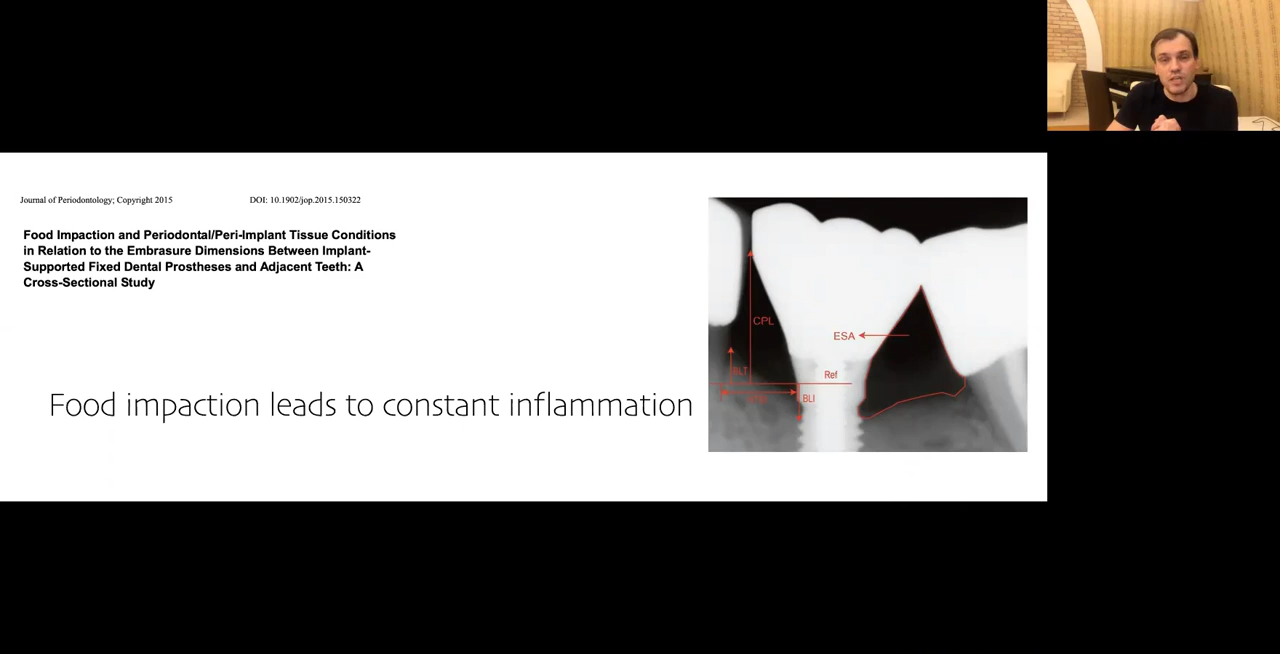 Journal of Periodontology; Copyright 2015 DOI: 10.1902/jop.2015.150322
Food Impaction and Periodontal/Peri-Implant Tissue Conditions
in Relation to the Embrasure Dimensions Between Implant-
Supported Fixed Dental Prostheses and Adjacent Teeth: A
Cross-Sectional Study
CPL
ESA
BLT
Ref
BLI
Food impaction leads to constant inflammation